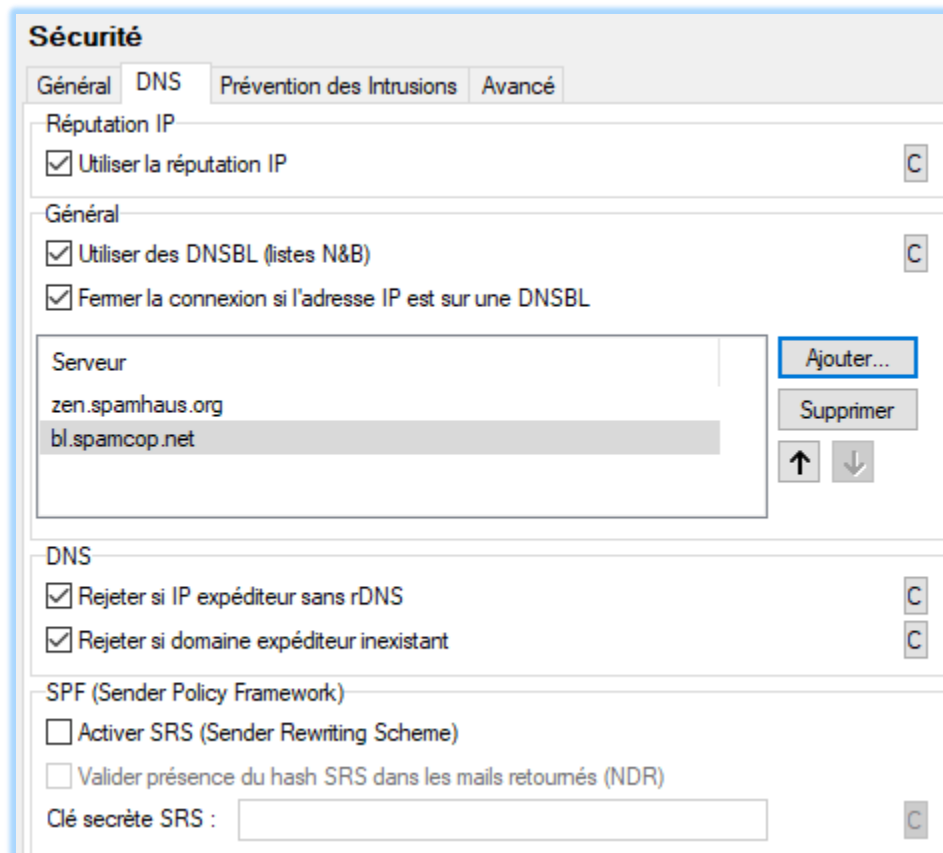 Sécurité
Général DNS Prévention des Intrusions Avancé
Réputation IP
Utiliser la réputation IP C
Général
Utiliser des DNSBL (listes N&B) C
Fermer la connexion si l'adresse IP est sur une DNSBL
Serveur Ajouter...
zen.spamhaus.org Supprimer
bl.spamcop.net
DNS
Rejeter si IP expéditeur sans rDNS C
Rejeter si domaine expéditeur inexistant C
SPF (Sender Policy Framework)
Activer SRS (Sender Rewriting Scheme)
Valider présence du hash SRS dans les mails retournés (NDR)
Clé secrète SRS : C